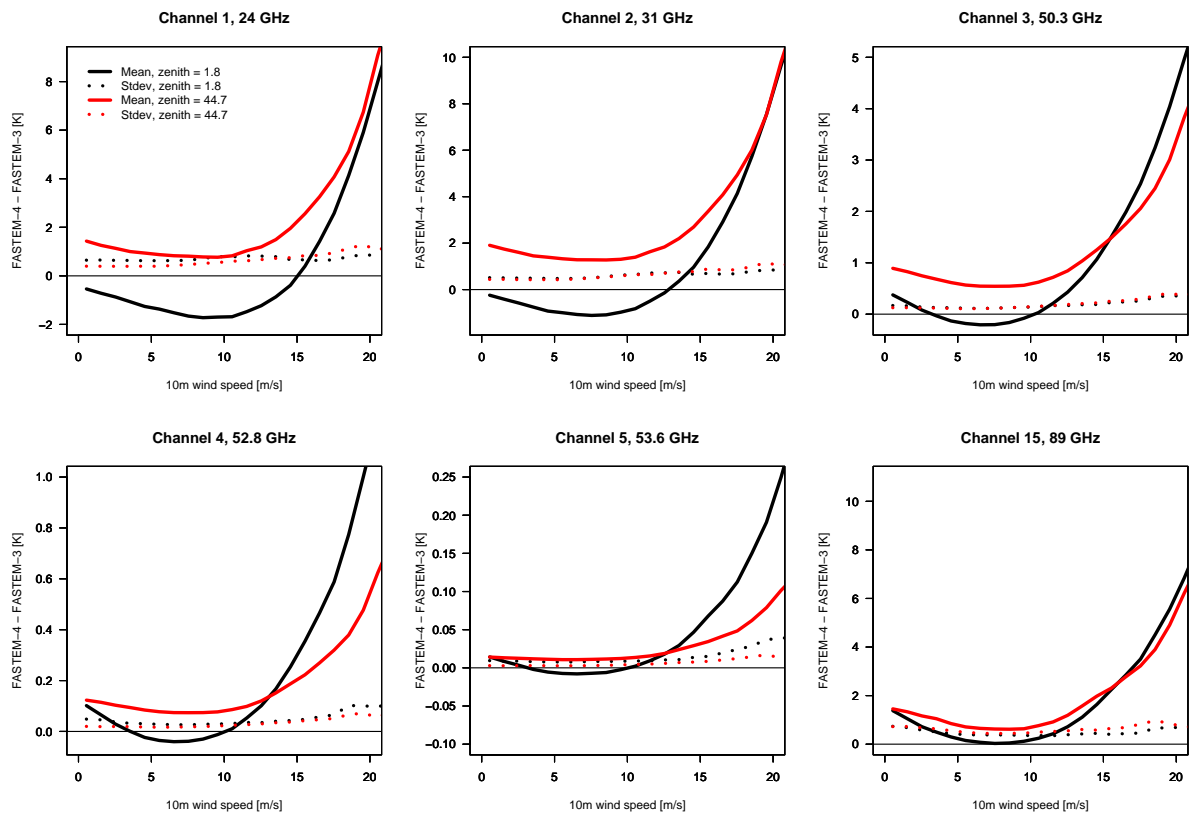 Channel 1, 24 GHz
FASTEM−4 − FASTEM−3 [K]
8
6
4
2
0
−2
Mean, zenith = 1.8
Stdev, zenith = 1.8
Mean, zenith = 44.7
Stdev, zenith = 44.7
0 5 10 15 20
10m wind speed [m/s]
Channel 2, 31 GHz
FASTEM−4 − FASTEM−3 [K]
10
8
6
4
2
0
0 5 10 15 20
10m wind speed [m/s]
Channel 3, 50.3 GHz
FASTEM−4 − FASTEM−3 [K]
5
4
3
2
1
0
0 5 10 15 20
10m wind speed [m/s]
Channel 4, 52.8 GHz
FASTEM−4 − FASTEM−3 [K]
1.0
0.8
0.6
0.4
0.2
0.0
0 5 10 15 20
10m wind speed [m/s]
Channel 5, 53.6 GHz
FASTEM−4 − FASTEM−3 [K]
0.25
0.20
0.15
0.10
0.05
0.00
−0.05
−0.10
0 5 10 15 20
10m wind speed [m/s]
Channel 15, 89 GHz
FASTEM−4 − FASTEM−3 [K]
10
8
6
4
2
0
0 5 10 15 20
10m wind speed [m/s]